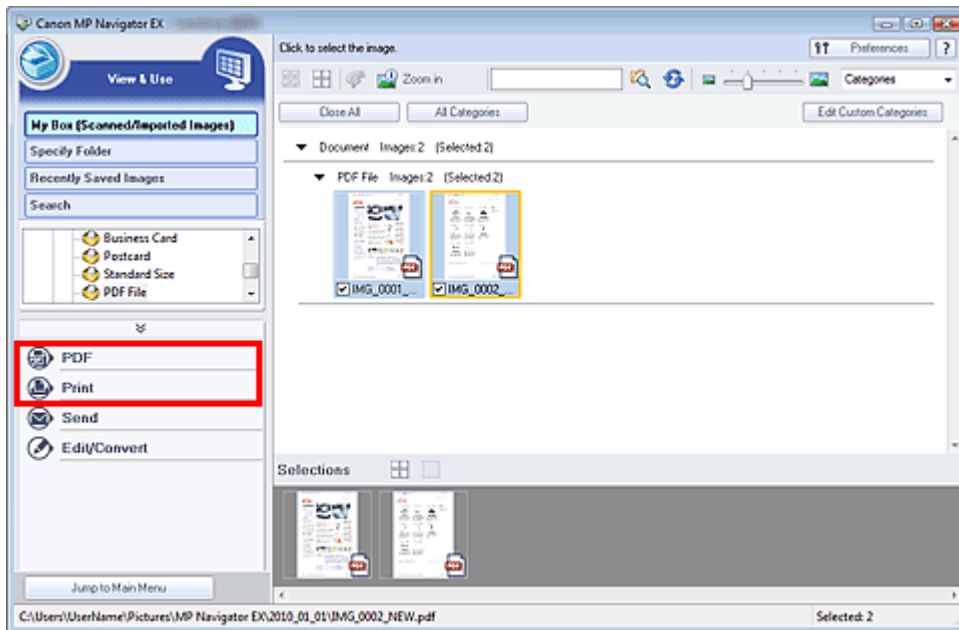 Canon MP Navigator EX
View & Use
My Box (Scanned/Imported Images)
Specify Folder
Recently Saved Images
Search
Business Card
Postcard
Standard Size
PDF File
PDF
Print
Send
Edit/Convert
Jump to Main Menu
Click to select the image.
Preferences
?
Zoom in
Categories
Close All
All Categories
Edit Custom Categories
Document Images:2 (Selected:2)
PDF File Images:2 (Selected:2)
IMG_0001_...
IMG_0002_...
Selections
C:\Users\UserName\Pictures\MP Navigator EX\2010_01_01\IMG_0002_NEW.pdf
Selected: 2